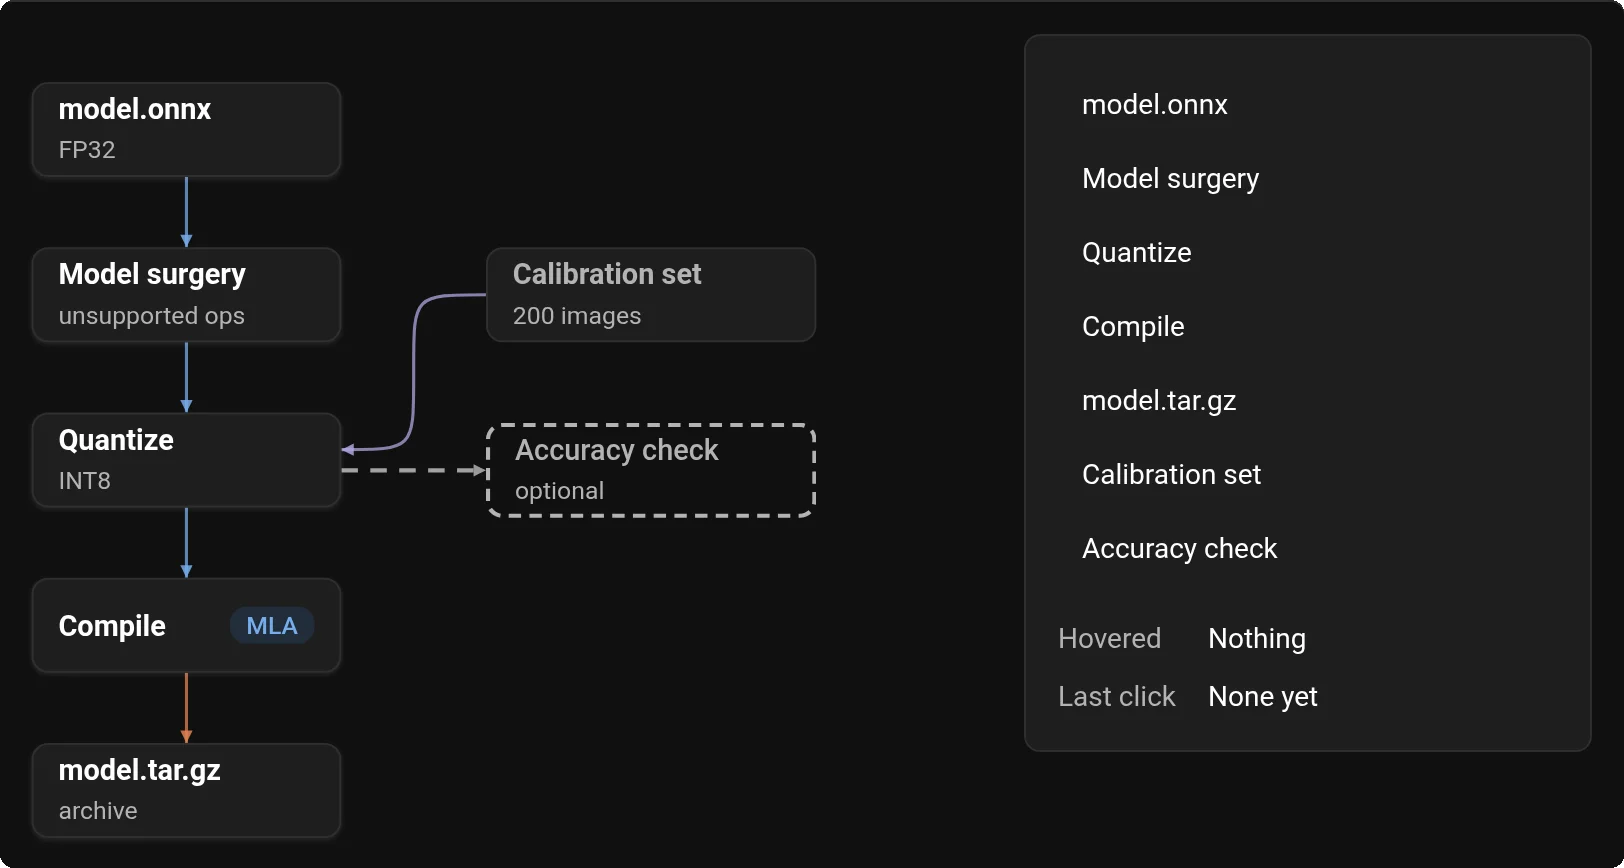 model.onnx
FP32
Model surgery
unsupported ops
Calibration set
200 images
Quantize
INT8
Accuracy check
optional
Compile
MLA
model.tar.gz
archive
model.onnx
Model surgery
Quantize
Compile
model.tar.gz
Calibration set
Accuracy check
Hovered Nothing
Last click None yet